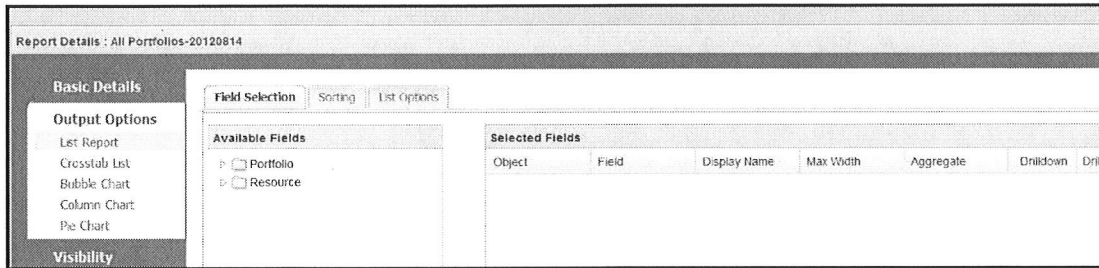 Report Details : All Portfolios-20120814
Basic Details
Output Options
List Report
Crosstab List
Bubble Chart
Column Chart
Pie Chart
Visibility
Field Selection Sorting List Options
Available Fields
Portfolio
Resource
Selected Fields
Object Field Display Name Max Width Aggregate Drilldown